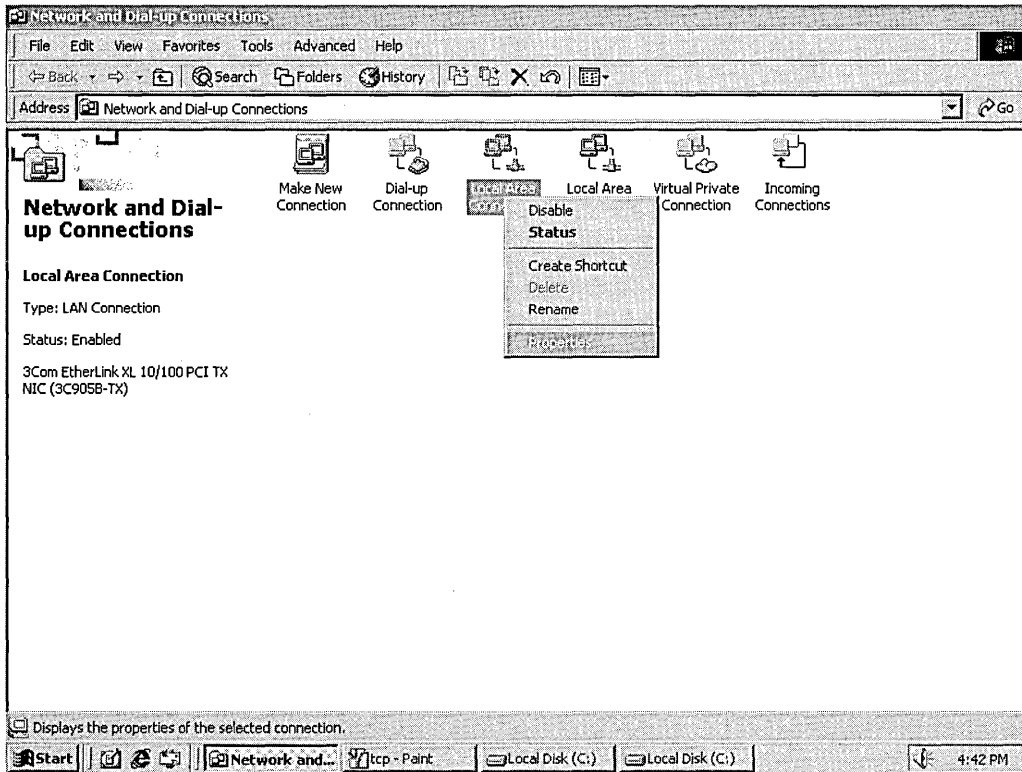 Network and Dial-up Connections
File Edit View Favorites Tools Advanced Help
Back Search Folders History
Address Network and Dial-up Connections Go
Make New Connection
Dial-up Connection
Local Area
Local Area
Virtual Private Connection
Incoming Connections
Network and Dial-
up Connections
Local Area Connection
Type: LAN Connection
Status: Enabled
3Com EtherLink XL 10/100 PCI TX
NIC (3C905B-TX)
Disable
Status
Create Shortcut
Delete
Rename
Properties
Displays the properties of the selected connection.
Start Network and... tcp - Paint Local Disk (C:) Local Disk (C:) 4:42 PM